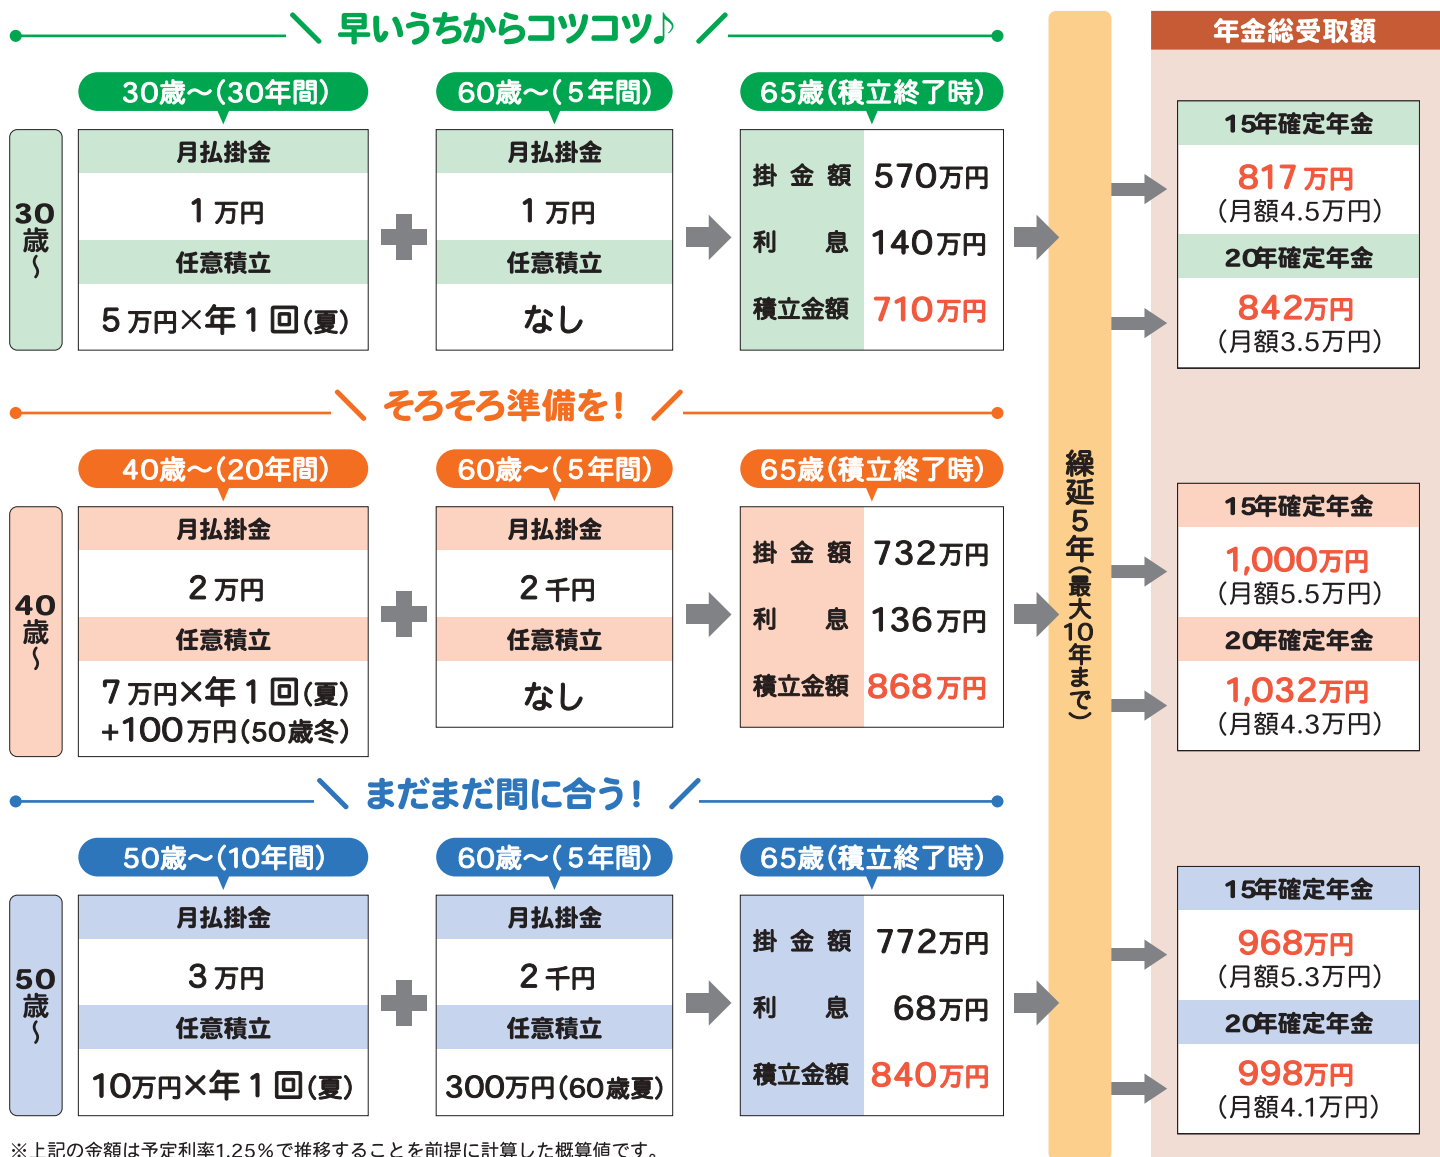 早いうちからコツコツ♪
30歳～(30年間)
60歳～(5年間)
65歳(積立終了時)
30歳～
月払掛金
1万円
任意積立
5万円×年1回(夏)
月払掛金
1万円
任意積立
なし
掛金額 570万円
利息 140万円
積立金額 710万円
そろそろ準備を!
40歳～(20年間)
60歳～(5年間)
65歳(積立終了時)
40歳～
月払掛金
2万円
任意積立
7万円×年1回(夏)
+100万円(50歳冬)
月払掛金
2千円
任意積立
なし
掛金額 732万円
利息 136万円
積立金額 868万円
まだまだ間に合う!
50歳～(10年間)
60歳～(5年間)
65歳(積立終了時)
50歳～
月払掛金
3万円
任意積立
10万円×年1回(夏)
月払掛金
2千円
任意積立
300万円(60歳夏)
掛金額 772万円
利息 68万円
積立金額 840万円
※上記の金額は予定利率1.25%で推移することを前提に計算した概算値です。
繰延5年(最大10年まで)
年金総受取額
15年確定年金
817万円
(月額4.5万円)
20年確定年金
842万円
(月額3.5万円)
15年確定年金
1,000万円
(月額5.5万円)
20年確定年金
1,032万円
(月額4.3万円)
15年確定年金
968万円
(月額5.3万円)
20年確定年金
998万円
(月額4.1万円)